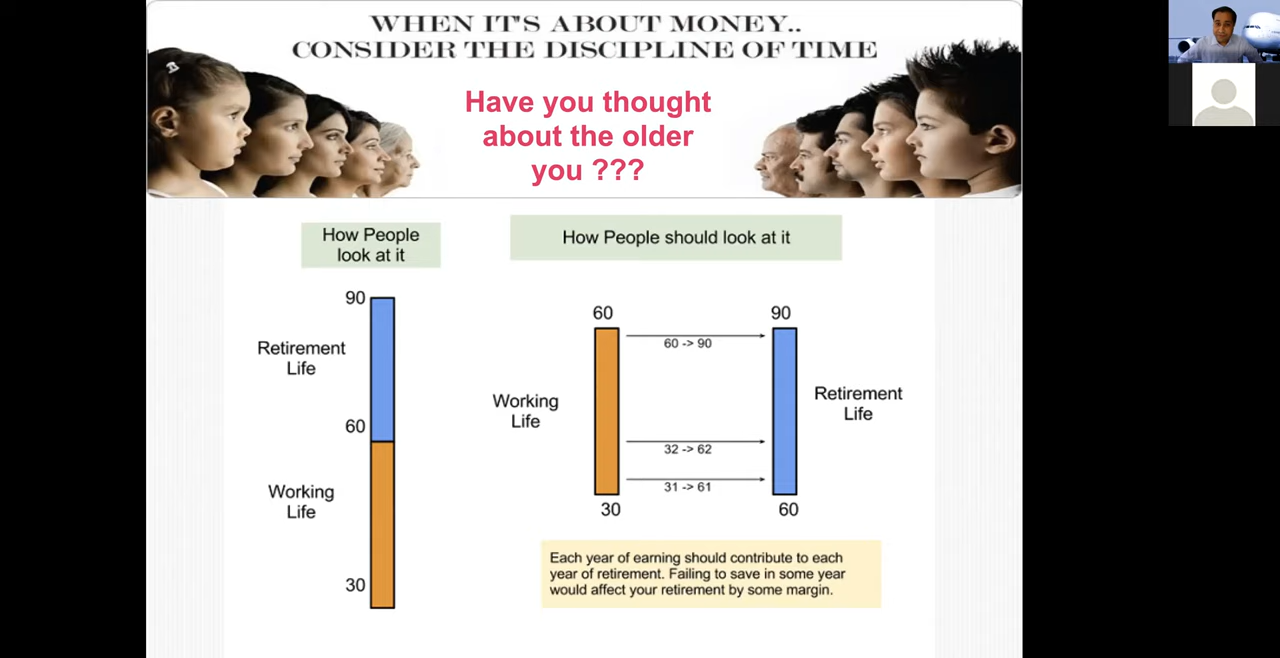 WHEN IT'S ABOUT MONEY..
CONSIDER THE DISCIPLINE OF TIME
Have you thought
about the older
you ???
How People
look at it
90
Retirement
Life
60
Working
Life
30
How People should look at it
60
90
60 -> 90
Working
Life
Retirement
Life
32 -> 62
31 -> 61
30
60
Each year of earning should contribute to each
year of retirement. Failing to save in some year
would affect your retirement by some margin.